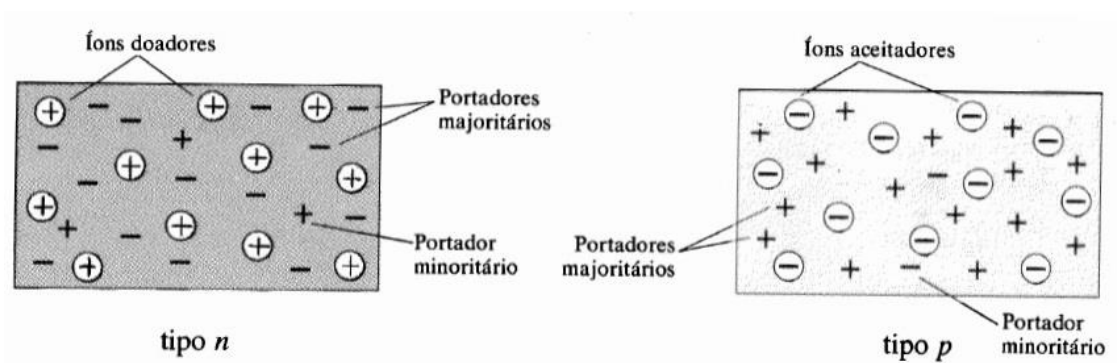 Íons doadores
Portadores
majoritários
Portador
minoritário
tipo n
Íons aceitadores
Portadores
majoritários
Portador
minoritário
tipo p